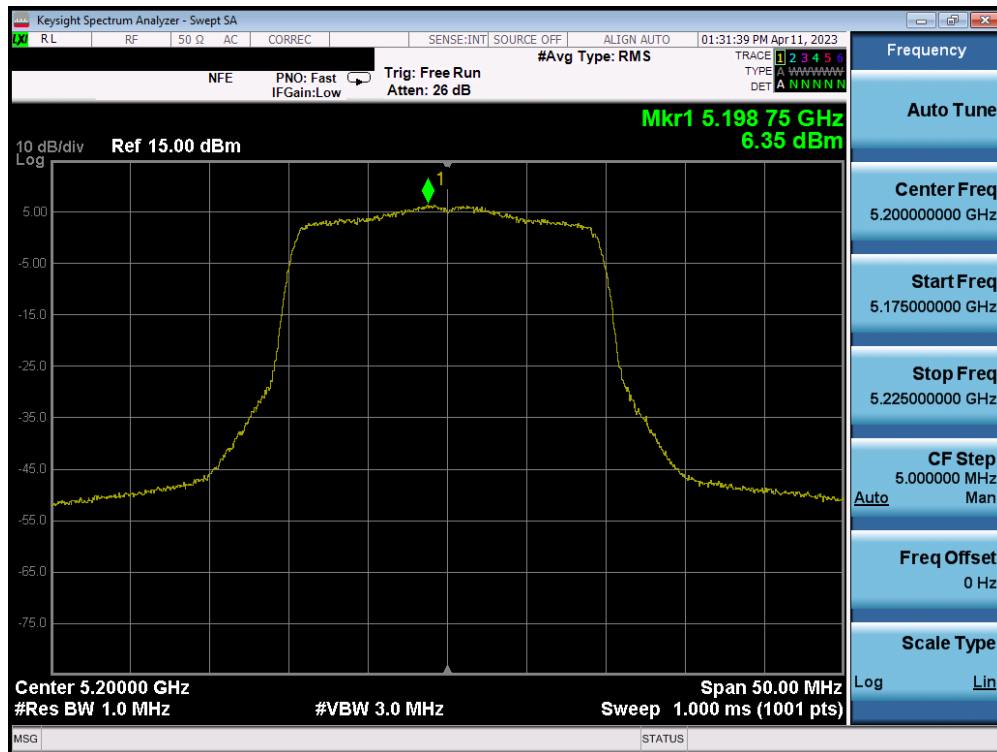 Keysight Spectrum Analyzer - Swept SA
LXI RL RF 50 Ω AC CORREC SENSE:INT SOURCE OFF ALIGN AUTO 01:31:39 PM Apr 11, 2023
NFE PNO: Fast Trig: Free Run #Avg Type: RMS TRACE 1 2 3 4 5 6
IFGain:Low Atten: 26 dB TYPE A WWWWW
DET A N N N N N
Mkr1 5.198 75 GHz
6.35 dBm
10 dB/div Ref 15.00 dBm
Log
1
5.00
-5.00
-15.0
-25.0
-35.0
-45.0
-55.0
-65.0
-75.0
Center 5.20000 GHz Span 50.00 MHz
#Res BW 1.0 MHz #VBW 3.0 MHz Sweep 1.000 ms (1001 pts)
MSG STATUS
Frequency
Auto Tune
Center Freq
5.200000000 GHz
Start Freq
5.175000000 GHz
Stop Freq
5.225000000 GHz
CF Step
5.000000 MHz
Auto Man
Freq Offset
0 Hz
Scale Type
Log Lin